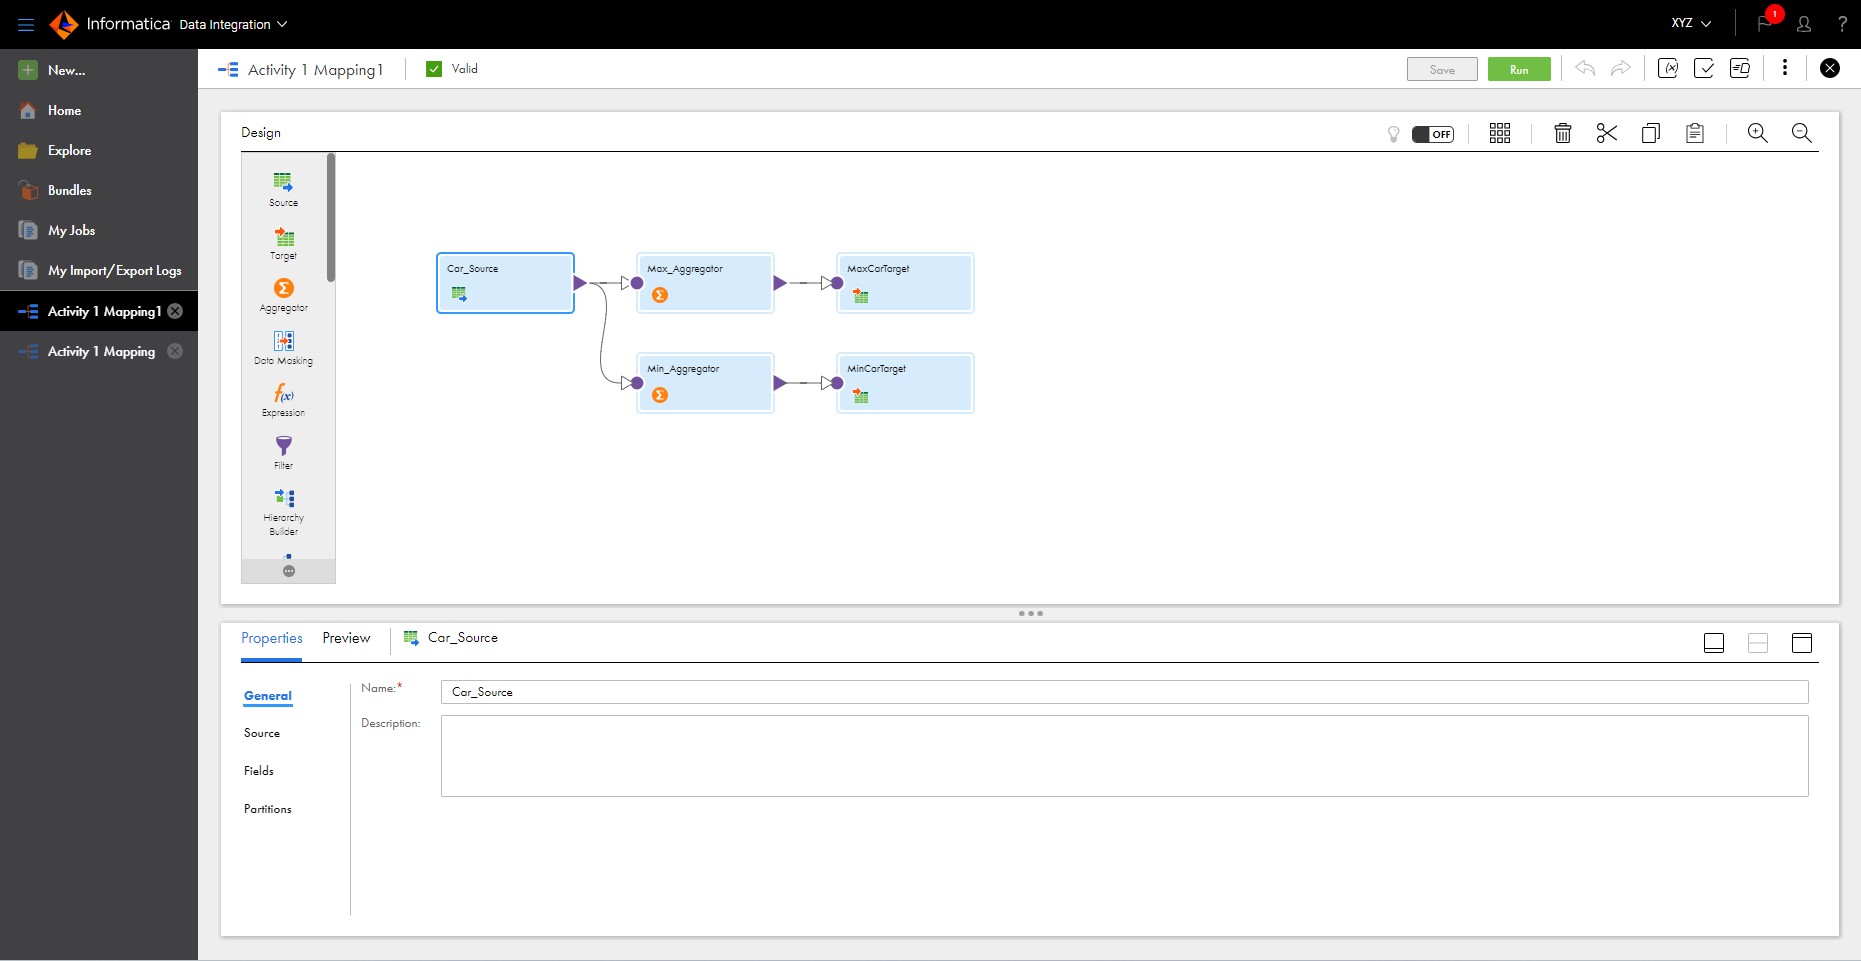 Informatica Data Integration
XYZ
1
?
New...
Home
Explore
Bundles
My Jobs
My Import/Export Logs
Activity 1 Mapping1
Activity 1 Mapping
Activity 1 Mapping1
Valid
Save
Run
Design
OFF
Source
Target
Aggregator
Data Masking
Expression
Filter
Hierarchy
Builder
Car_Source
Max_Aggregator
MaxCarTarget
Min_Aggregator
MinCarTarget
Properties
Preview
Car_Source
General
Source
Fields
Partitions
Name:*
Car_Source
Description: